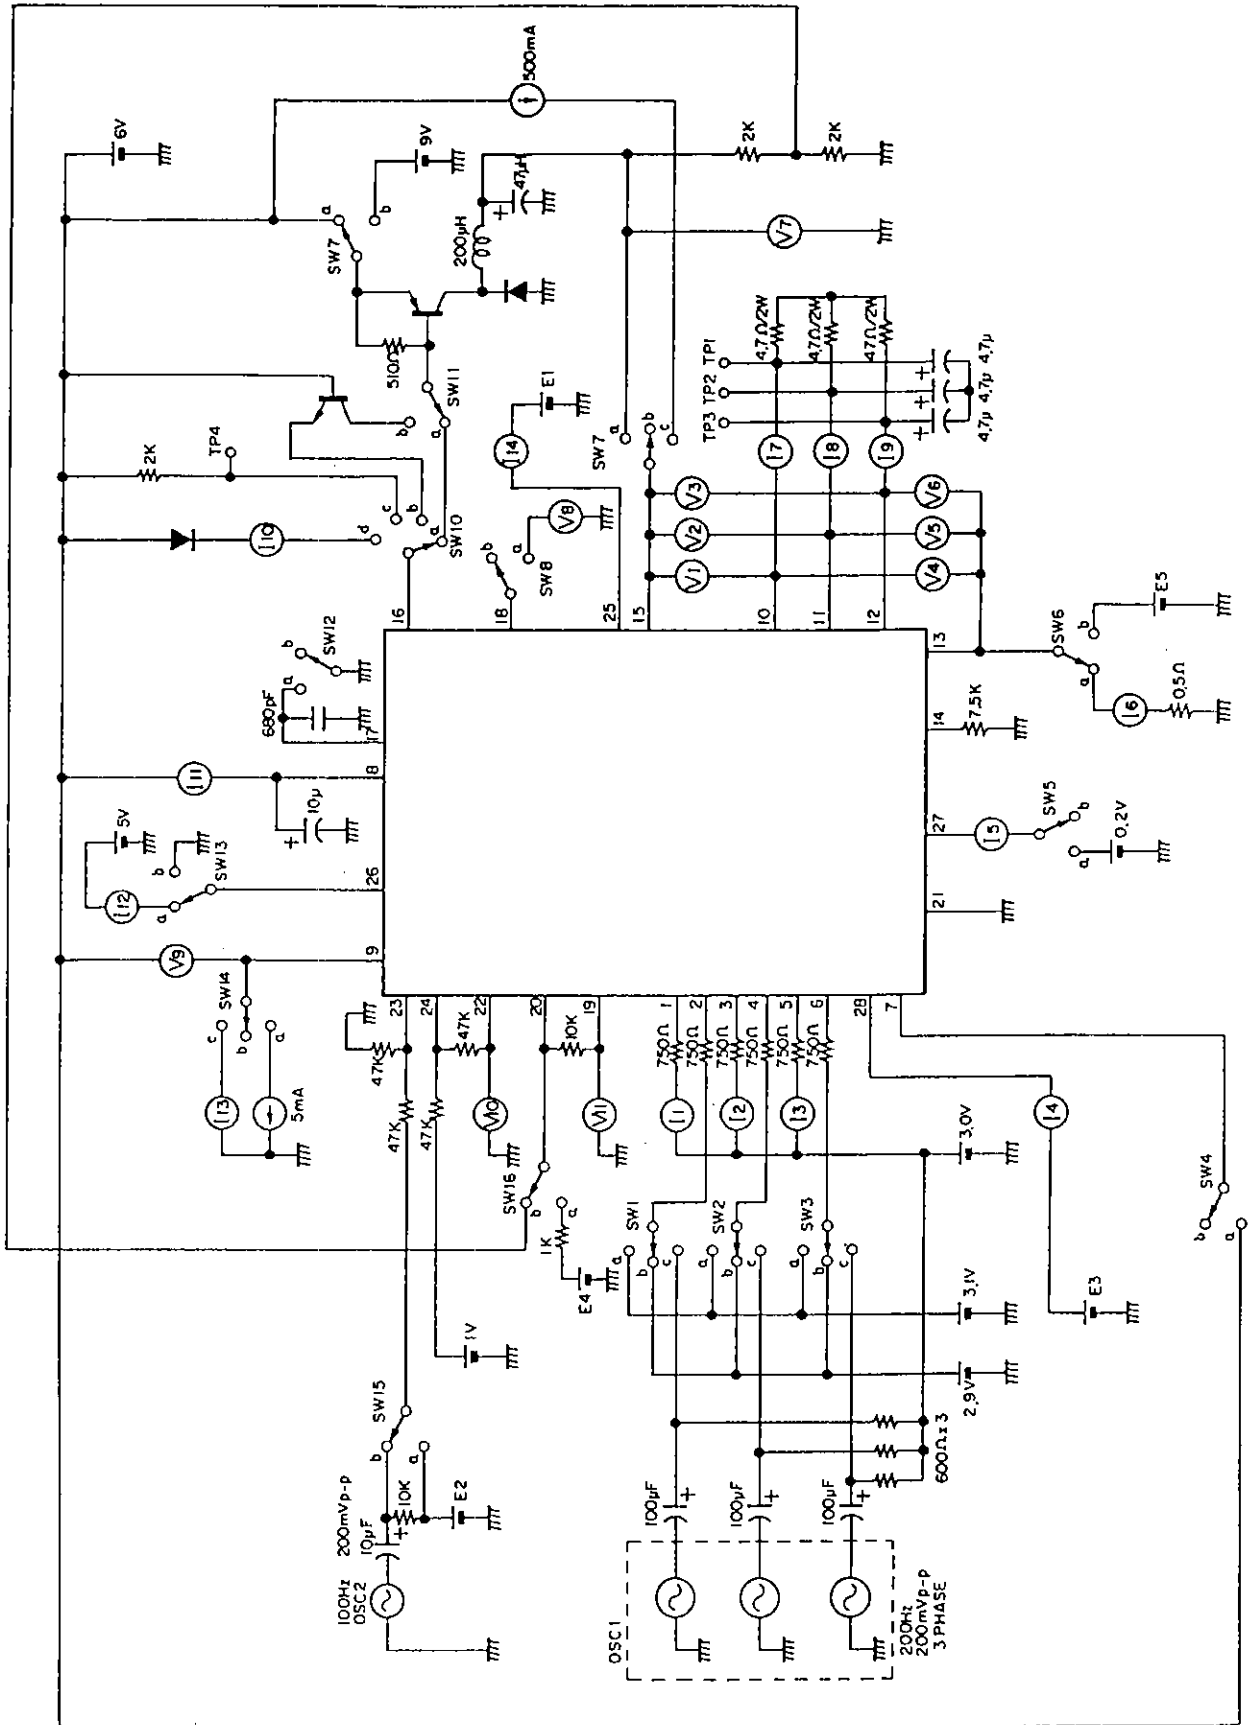 500mA
6V
a
SW7
b
9V
+
47μH
200μH
510Ω
SW11
a
b
2K
TP4
c
b
a
SW10
d
I10
E1
I14
SW7
a
b
c
2K
2K
V7
V8
a
SW8
b
TP1
TP2
TP3
4.7Ω/2W
4.7Ω/2W
47Ω/2W
+
+
+
4.7μ
4.7μ
4.7μ
I7
I8
I9
V3
V2
V1
V6
V5
V4
16
18
25
15
10
11
12
13
SW6
b
a
E5
I6
0.5Ω
14
7.5K
27
I5
SW5
b
a
0.2V
21
SW12
b
a
680pF
17
I11
8
10μ
+
5V
b
SW13
a
I12
26
V9
9
SW14
c
b
a
I13
5mA
23
24
22
20
19
47K
47K
47K
47K
10K
V10
V11
SW16
b
a
1K
E4
1V
1
2
3
4
5
6
28
7
750Ω
750Ω
750Ω
750Ω
750Ω
750Ω
I1
I2
I3
I4
3.0V
SW1
a
b
c
SW2
a
b
c
SW3
a
b
c
3.1V
2.9V
E3
SW4
b
a
SW15
b
a
10K
E2
200mVp-p
10μF
+
100Hz
OSC2
600Ωx3
100μF
+
100μF
+
100μF
+
OSC1
200Hz
200mVp-p
3 PHASE